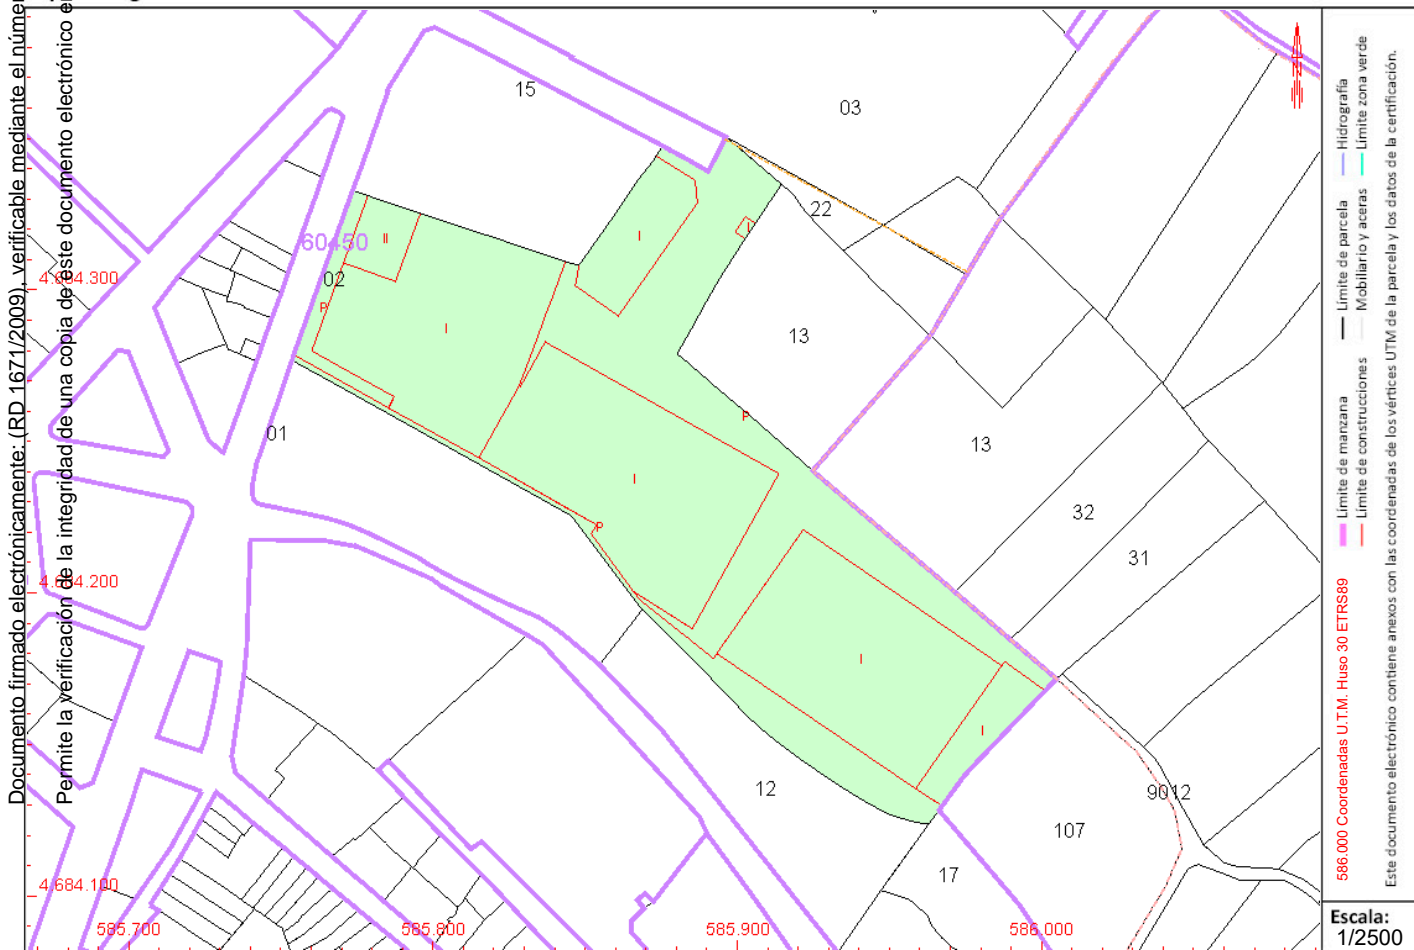 Documento firmado electrónicamente: (RD 1671/2009), verificable mediante el númer
Permite la verificación de la integridad de una copia de este documento electrónico e
15
03
22
60450
II
I
I
02
4.684.300
P
I
13
13
P
01
I
P
32
31
4.684.200
I
I
12
9012
107
17
4.684.100
585.700
585.800
585.900
586.000
Hidrografía
Límite zona verde
Límite de parcela
Mobiliario y aceras
Límite de manzana
Límite de construcciones
586.000 Coordenadas U.T.M. Huso 30 ETRS89
Este documento electrónico contiene anexos con las coordenadas de los vértices UTM de la parcela y los datos de la certificación.
Escala:
1/2500